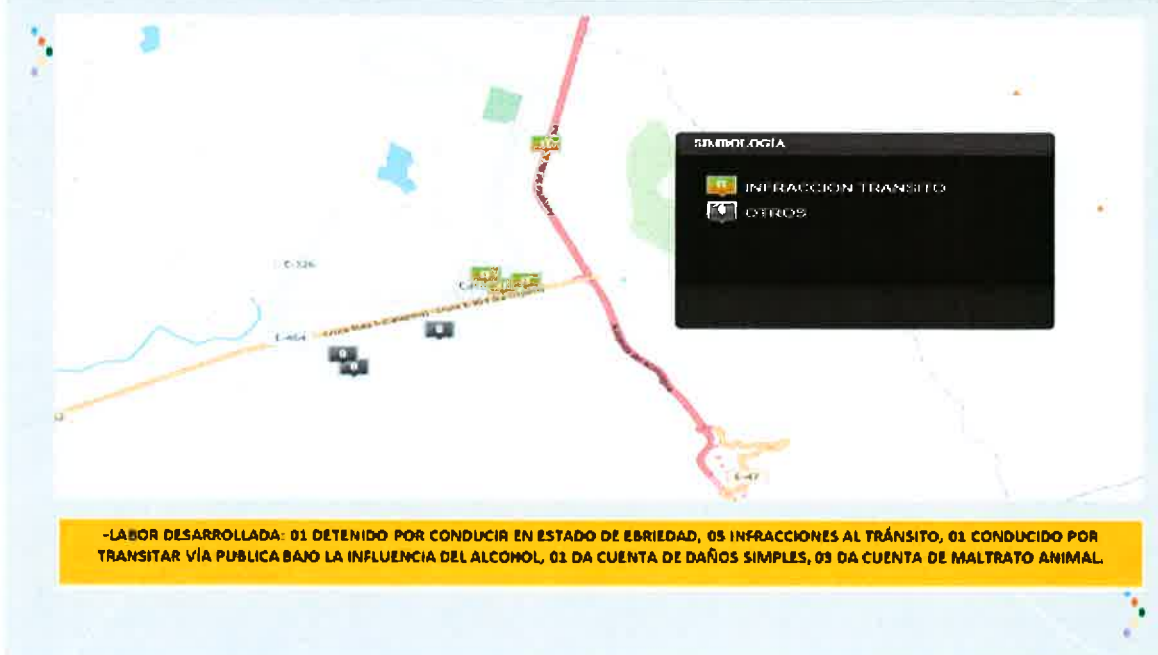 SIMBOLOGÍA
INFRACCION TRANSITO
OTROS
E-326
E-464
E-47
-LABOR DESARROLLADA: 01 DETENIDO POR CONDUCIR EN ESTADO DE EBRIEDAD, 05 INFRACCIONES AL TRÁNSITO, 01 CONDUCIDO POR
TRANSITAR VÍA PUBLICA BAJO LA INFLUENCIA DEL ALCOHOL, 01 DA CUENTA DE DAÑOS SIMPLES, 03 DA CUENTA DE MALTRATO ANIMAL.